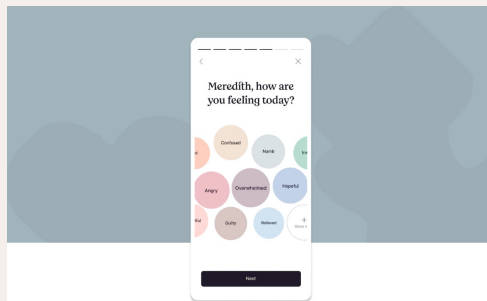 Meredith, how are
you feeling today?
Confused
Numb
Angry
Overwhelmed
Hopeful
Guilty
Relieved
+
Next